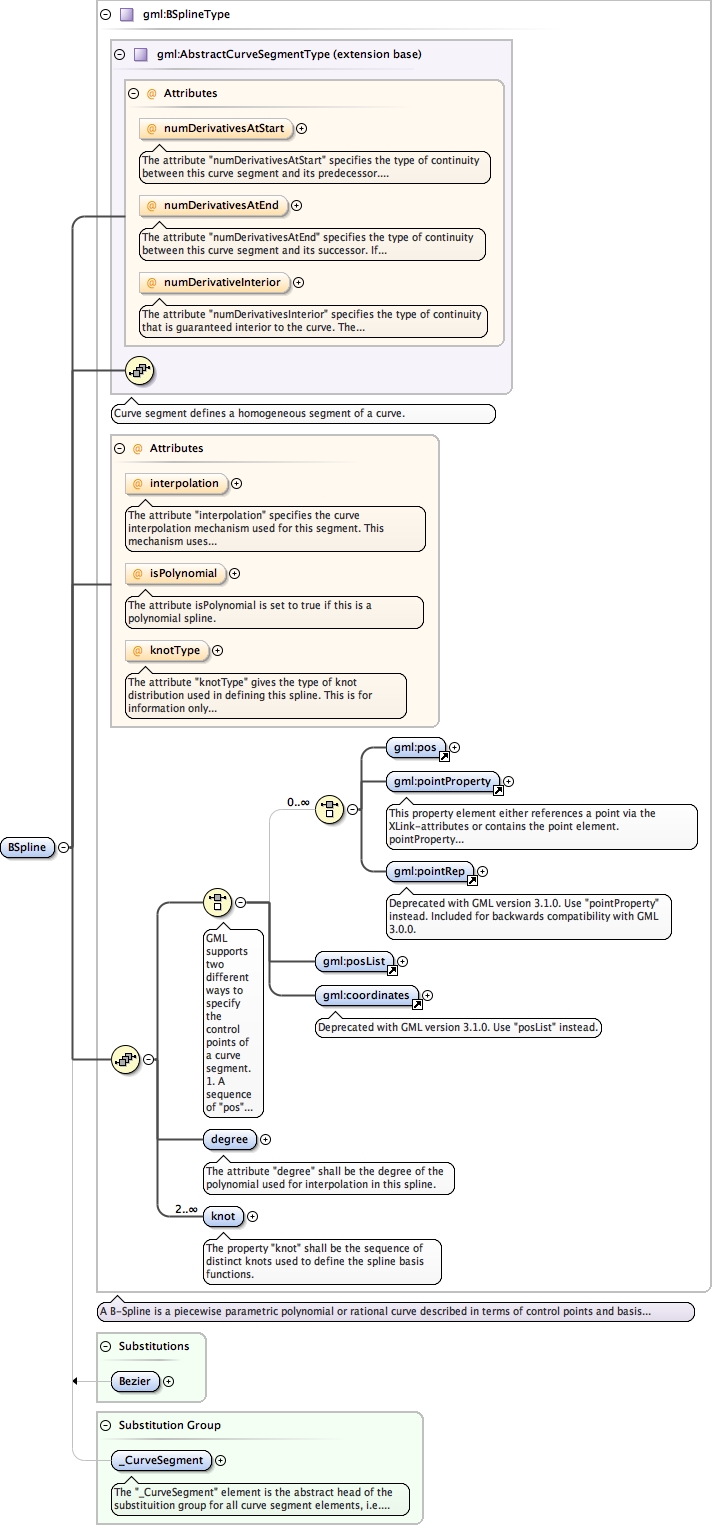 gml:BSplineType
gml:AbstractCurveSegmentType (extension base)
@ Attributes
@ numDerivativesAtStart
The attribute "numDerivativesAtStart" specifies the type of continuity
between this curve segment and its predecessor....
@ numDerivativesAtEnd
The attribute "numDerivativesAtEnd" specifies the type of continuity
between this curve segment and its successor. If...
@ numDerivativeInterior
The attribute "numDerivativesInterior" specifies the type of continuity
that is guaranteed interior to the curve. The...
Curve segment defines a homogeneous segment of a curve.
@ Attributes
@ interpolation
The attribute "interpolation" specifies the curve
interpolation mechanism used for this segment. This
mechanism uses...
@ isPolynomial
The attribute isPolynomial is set to true if this is a
polynomial spline.
@ knotType
The attribute "knotType" gives the type of knot
distribution used in defining this spline. This is for
information only...
gml:pos
gml:pointProperty
0..∞
This property element either references a point via the
XLink-attributes or contains the point element.
pointProperty...
BSpline
gml:pointRep
Deprecated with GML version 3.1.0. Use "pointProperty"
instead. Included for backwards compatibility with GML
3.0.0.
GML
supports
two
different
ways to
specify
the
control
points of
a curve
segment.
1. A
sequence
of "pos"...
gml:posList
gml:coordinates
Deprecated with GML version 3.1.0. Use "posList" instead.
degree
The attribute "degree" shall be the degree of the
polynomial used for interpolation in this spline.
2..∞
knot
The property "knot" shall be the sequence of
distinct knots used to define the spline basis
functions.
A B-Spline is a piecewise parametric polynomial or rational curve described in terms of control points and basis...
Substitutions
Bezier
Substitution Group
_CurveSegment
The "_CurveSegment" element is the abstract head of the
substituition group for all curve segment elements, i.e....